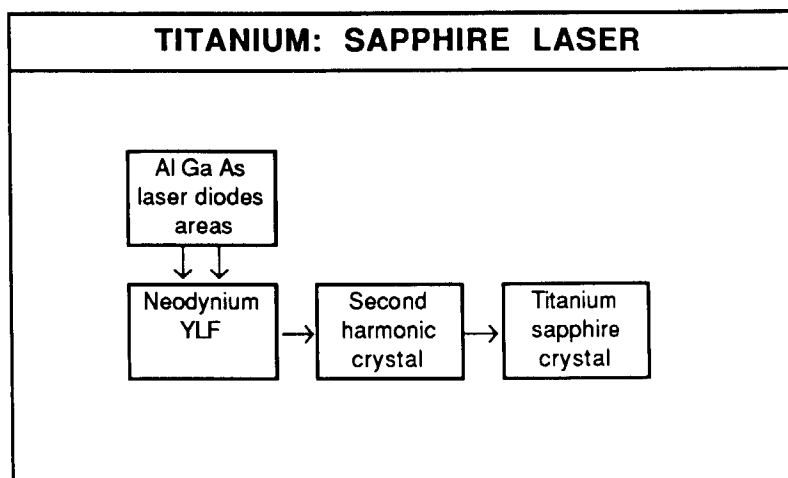 TITANIUM: SAPPHIRE LASER
Al Ga As
laser diodes
areas
Neodynium
YLF
Second
harmonic
crystal
Titanium
sapphire
crystal